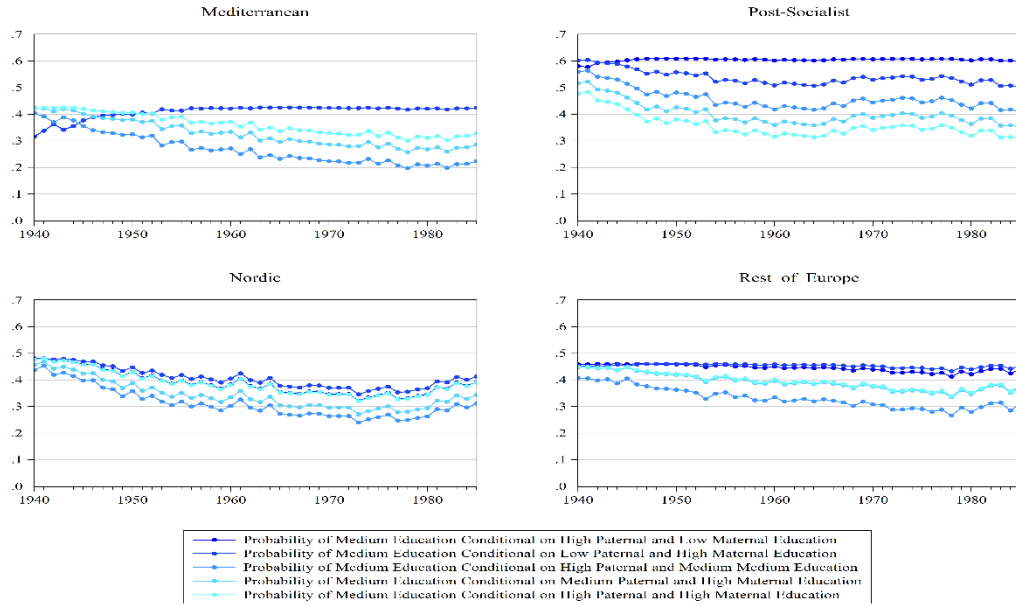 Mediterranean
.7
.6
.5
.4
.3
.2
.1
.0
1940 1950 1960 1970 1980
Post-Socialist
.7
.6
.5
.4
.3
.2
.1
.0
1940 1950 1960 1970 1980
Nordic
.7
.6
.5
.4
.3
.2
.1
.0
1940 1950 1960 1970 1980
Rest of Europe
.7
.6
.5
.4
.3
.2
.1
.0
1940 1950 1960 1970 1980
Probability of Medium Education Conditional on High Paternal and Low Maternal Education
Probability of Medium Education Conditional on Low Paternal and High Maternal Education
Probability of Medium Education Conditional on High Paternal and Medium Medium Education
Probability of Medium Education Conditional on Medium Paternal and High Maternal Education
Probability of Medium Education Conditional on High Paternal and High Maternal Education